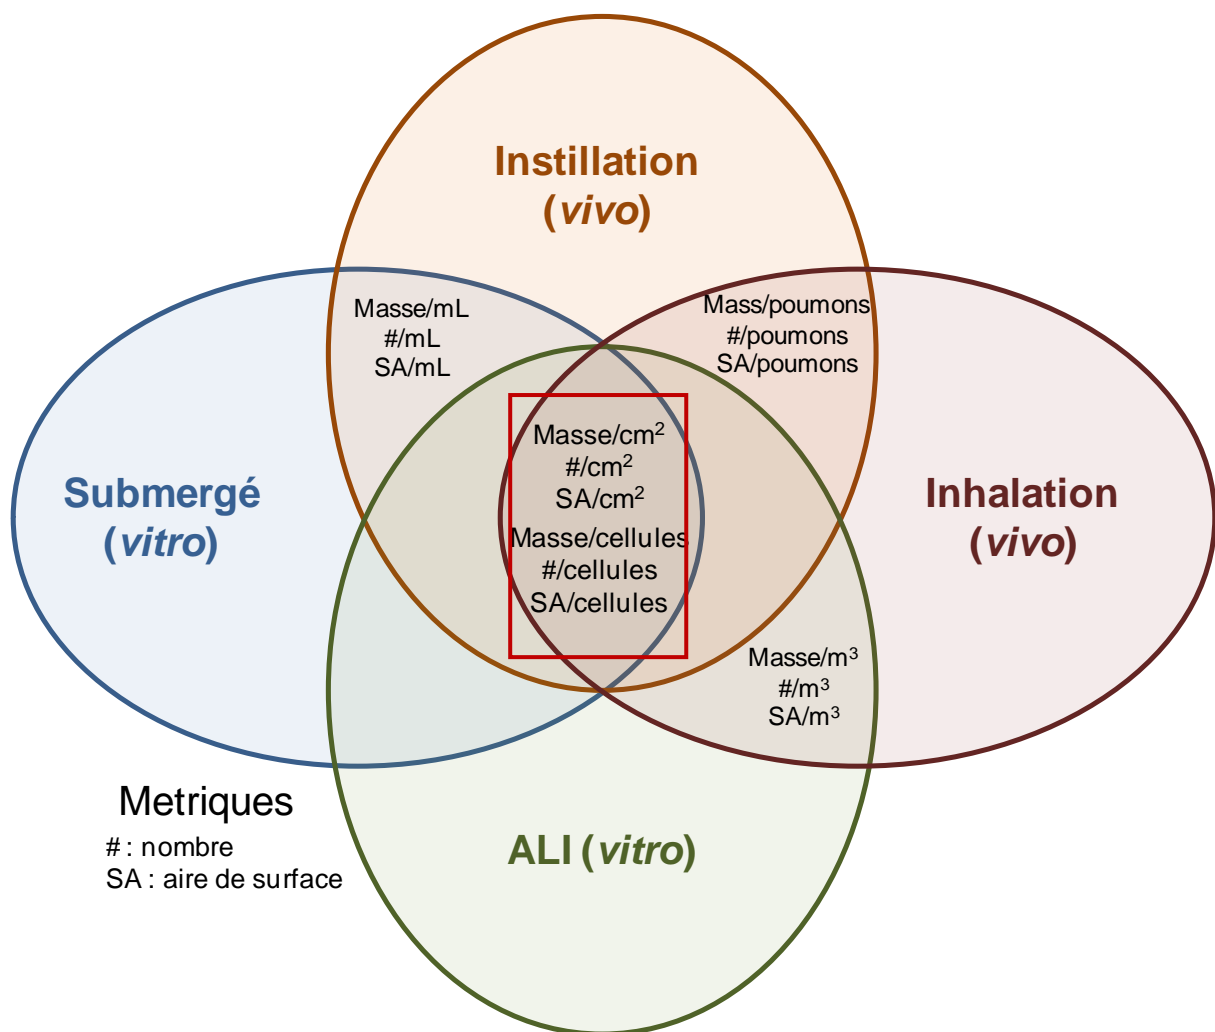 Instillation
(vivo)
Masse/mL
#/mL
SA/mL
Mass/poumons
#/poumons
SA/poumons
Submergé
(vitro)
Masse/cm²
#/cm²
SA/cm²
Masse/cellules
#/cellules
SA/cellules
Inhalation
(vivo)
Masse/m³
#/m³
SA/m³
ALI (vitro)
Metriques
# : nombre
SA : aire de surface